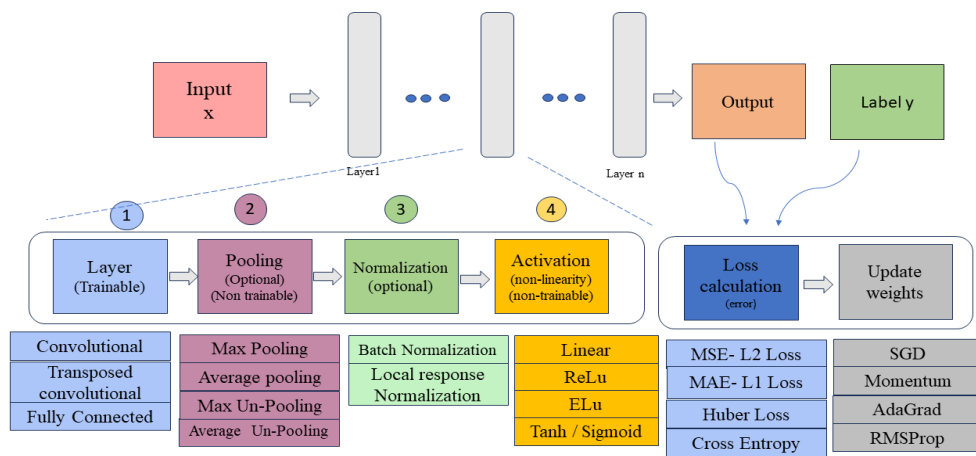 Input
x
Output
Label y
Layer1
Layer n
1
2
3
4
Layer
(Trainable)
Pooling
(Optional)
(Non trainable)
Normalization
(optional)
Activation
(non-linearity)
(non-trainable)
Loss
calculation
(error)
Update
weights
Convolutional
Transposed
convolutional
Fully Connected
Max Pooling
Average pooling
Max Un-Pooling
Average Un-Pooling
Batch Normalization
Local response
Normalization
Linear
ReLu
ELu
Tanh / Sigmoid
MSE- L2 Loss
MAE- L1 Loss
Huber Loss
Cross Entropy
SGD
Momentum
AdaGrad
RMSProp